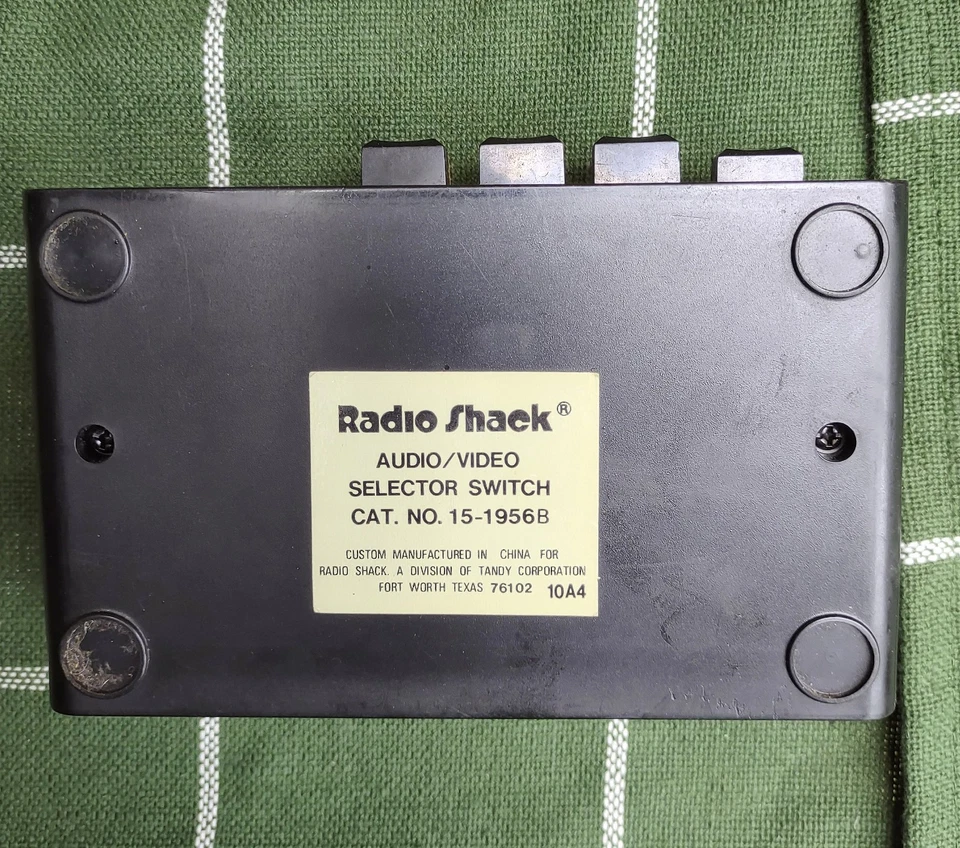 Radio Shack®
AUDIO/VIDEO
SELECTOR SWITCH
CAT. NO. 15-1956B
CUSTOM MANUFACTURED IN CHINA FOR
RADIO SHACK. A DIVISION OF TANDY CORPORATION
FORT WORTH TEXAS 76102 10A4